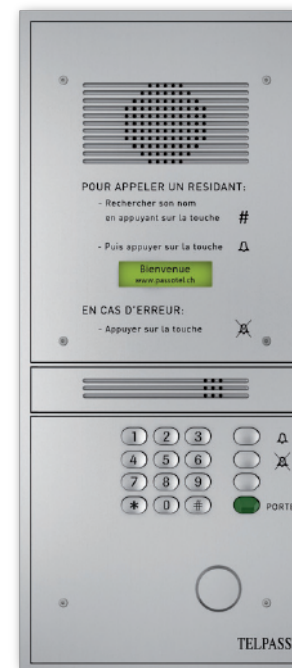 POUR APPELER UN RESIDANT:
- Rechercher son nom
en appuyant sur la touche #
- Puis appuyer sur la touche
Bienvenue
www.passotel.ch
EN CAS D'ERREUR:
- Appuyer sur la touche
1 2 3
4 5 6
7 8 9
* 0 #
PORTE
TELPASS